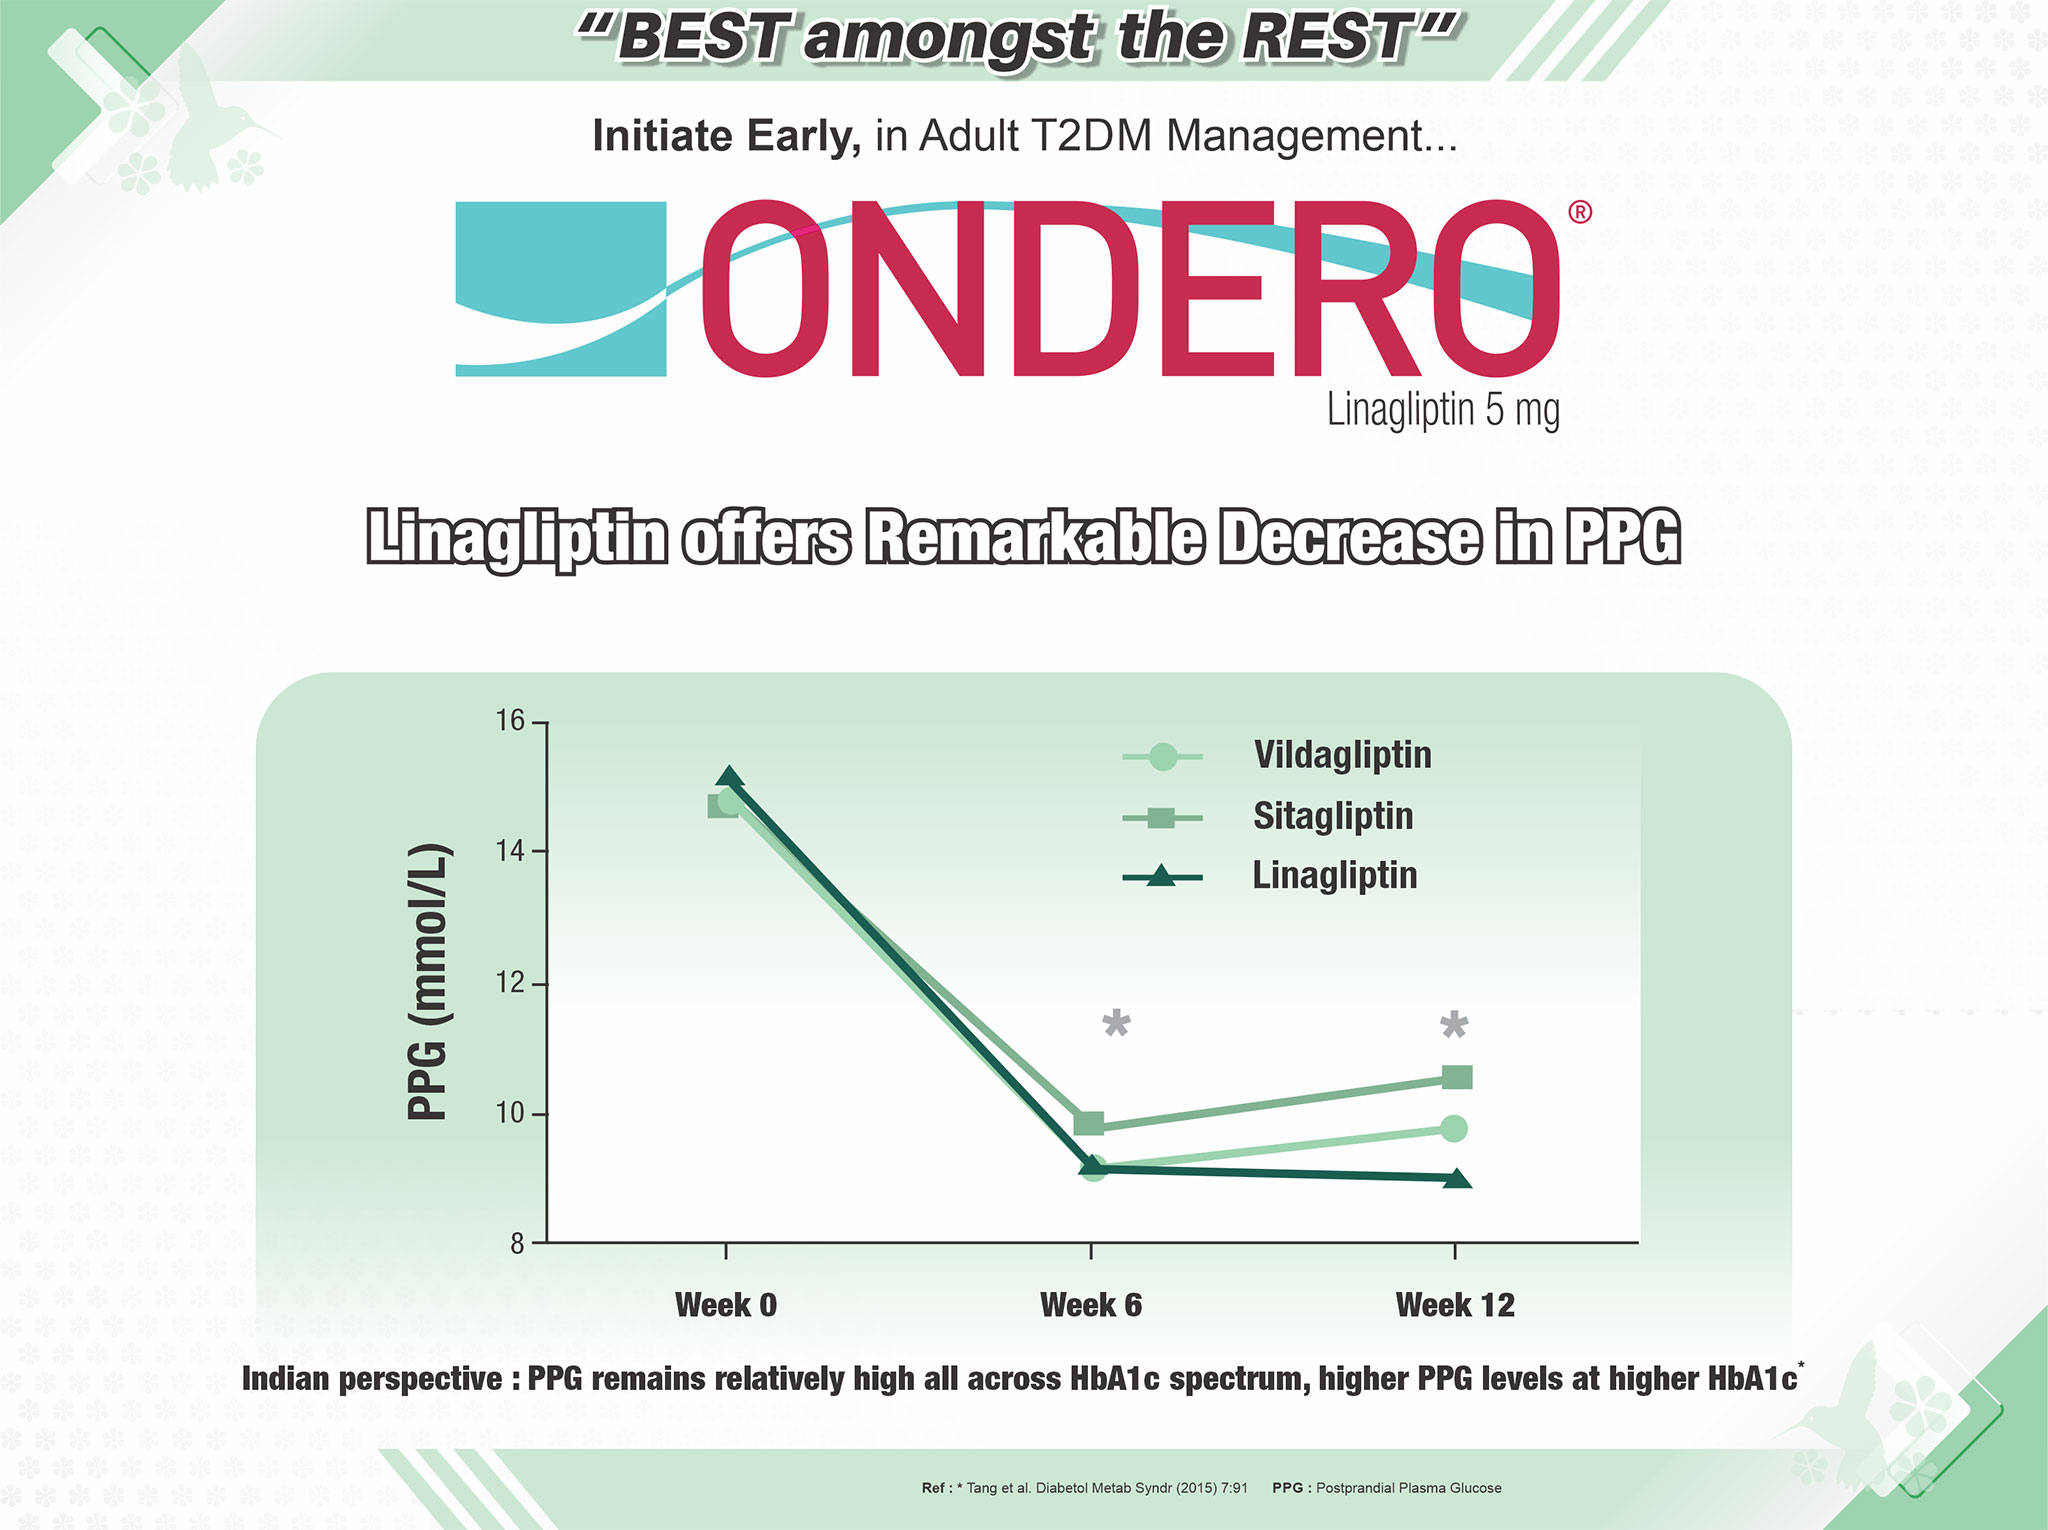 “BEST amongst the REST”
Initiate Early, in Adult T2DM Management...
ONDERO®
Linagliptin 5 mg
Linagliptin offers Remarkable Decrease in PPG
PPG (mmol/L)
16
14
12
10
8
Vildagliptin
Sitagliptin
Linagliptin
*
*
Week 0 Week 6 Week 12
Indian perspective : PPG remains relatively high all across HbA1c spectrum, higher PPG levels at higher HbA1c*
Ref : * Tang et al. Diabetol Metab Syndr (2015) 7:91 PPG : Postprandial Plasma Glucose